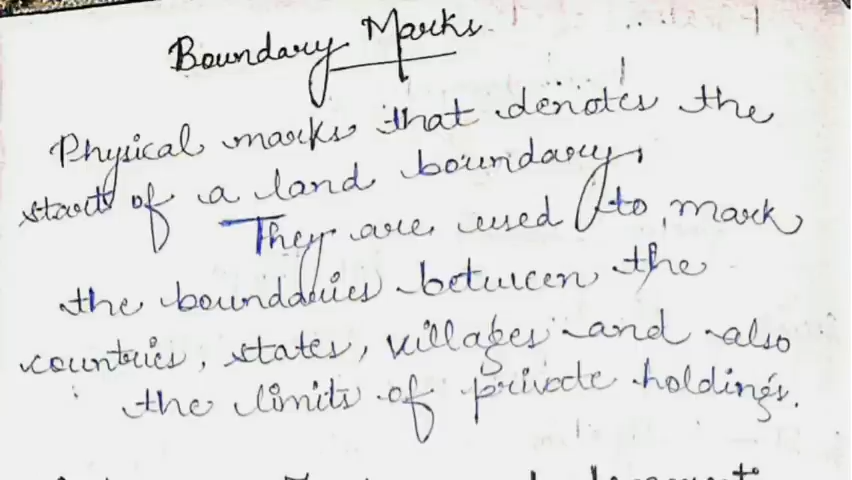 Boundary Marks
Physical marks that denotes the
start of a land boundary.
They are used to mark
the boundaries between the
countries, states, villages and also
the limits of private holdings.